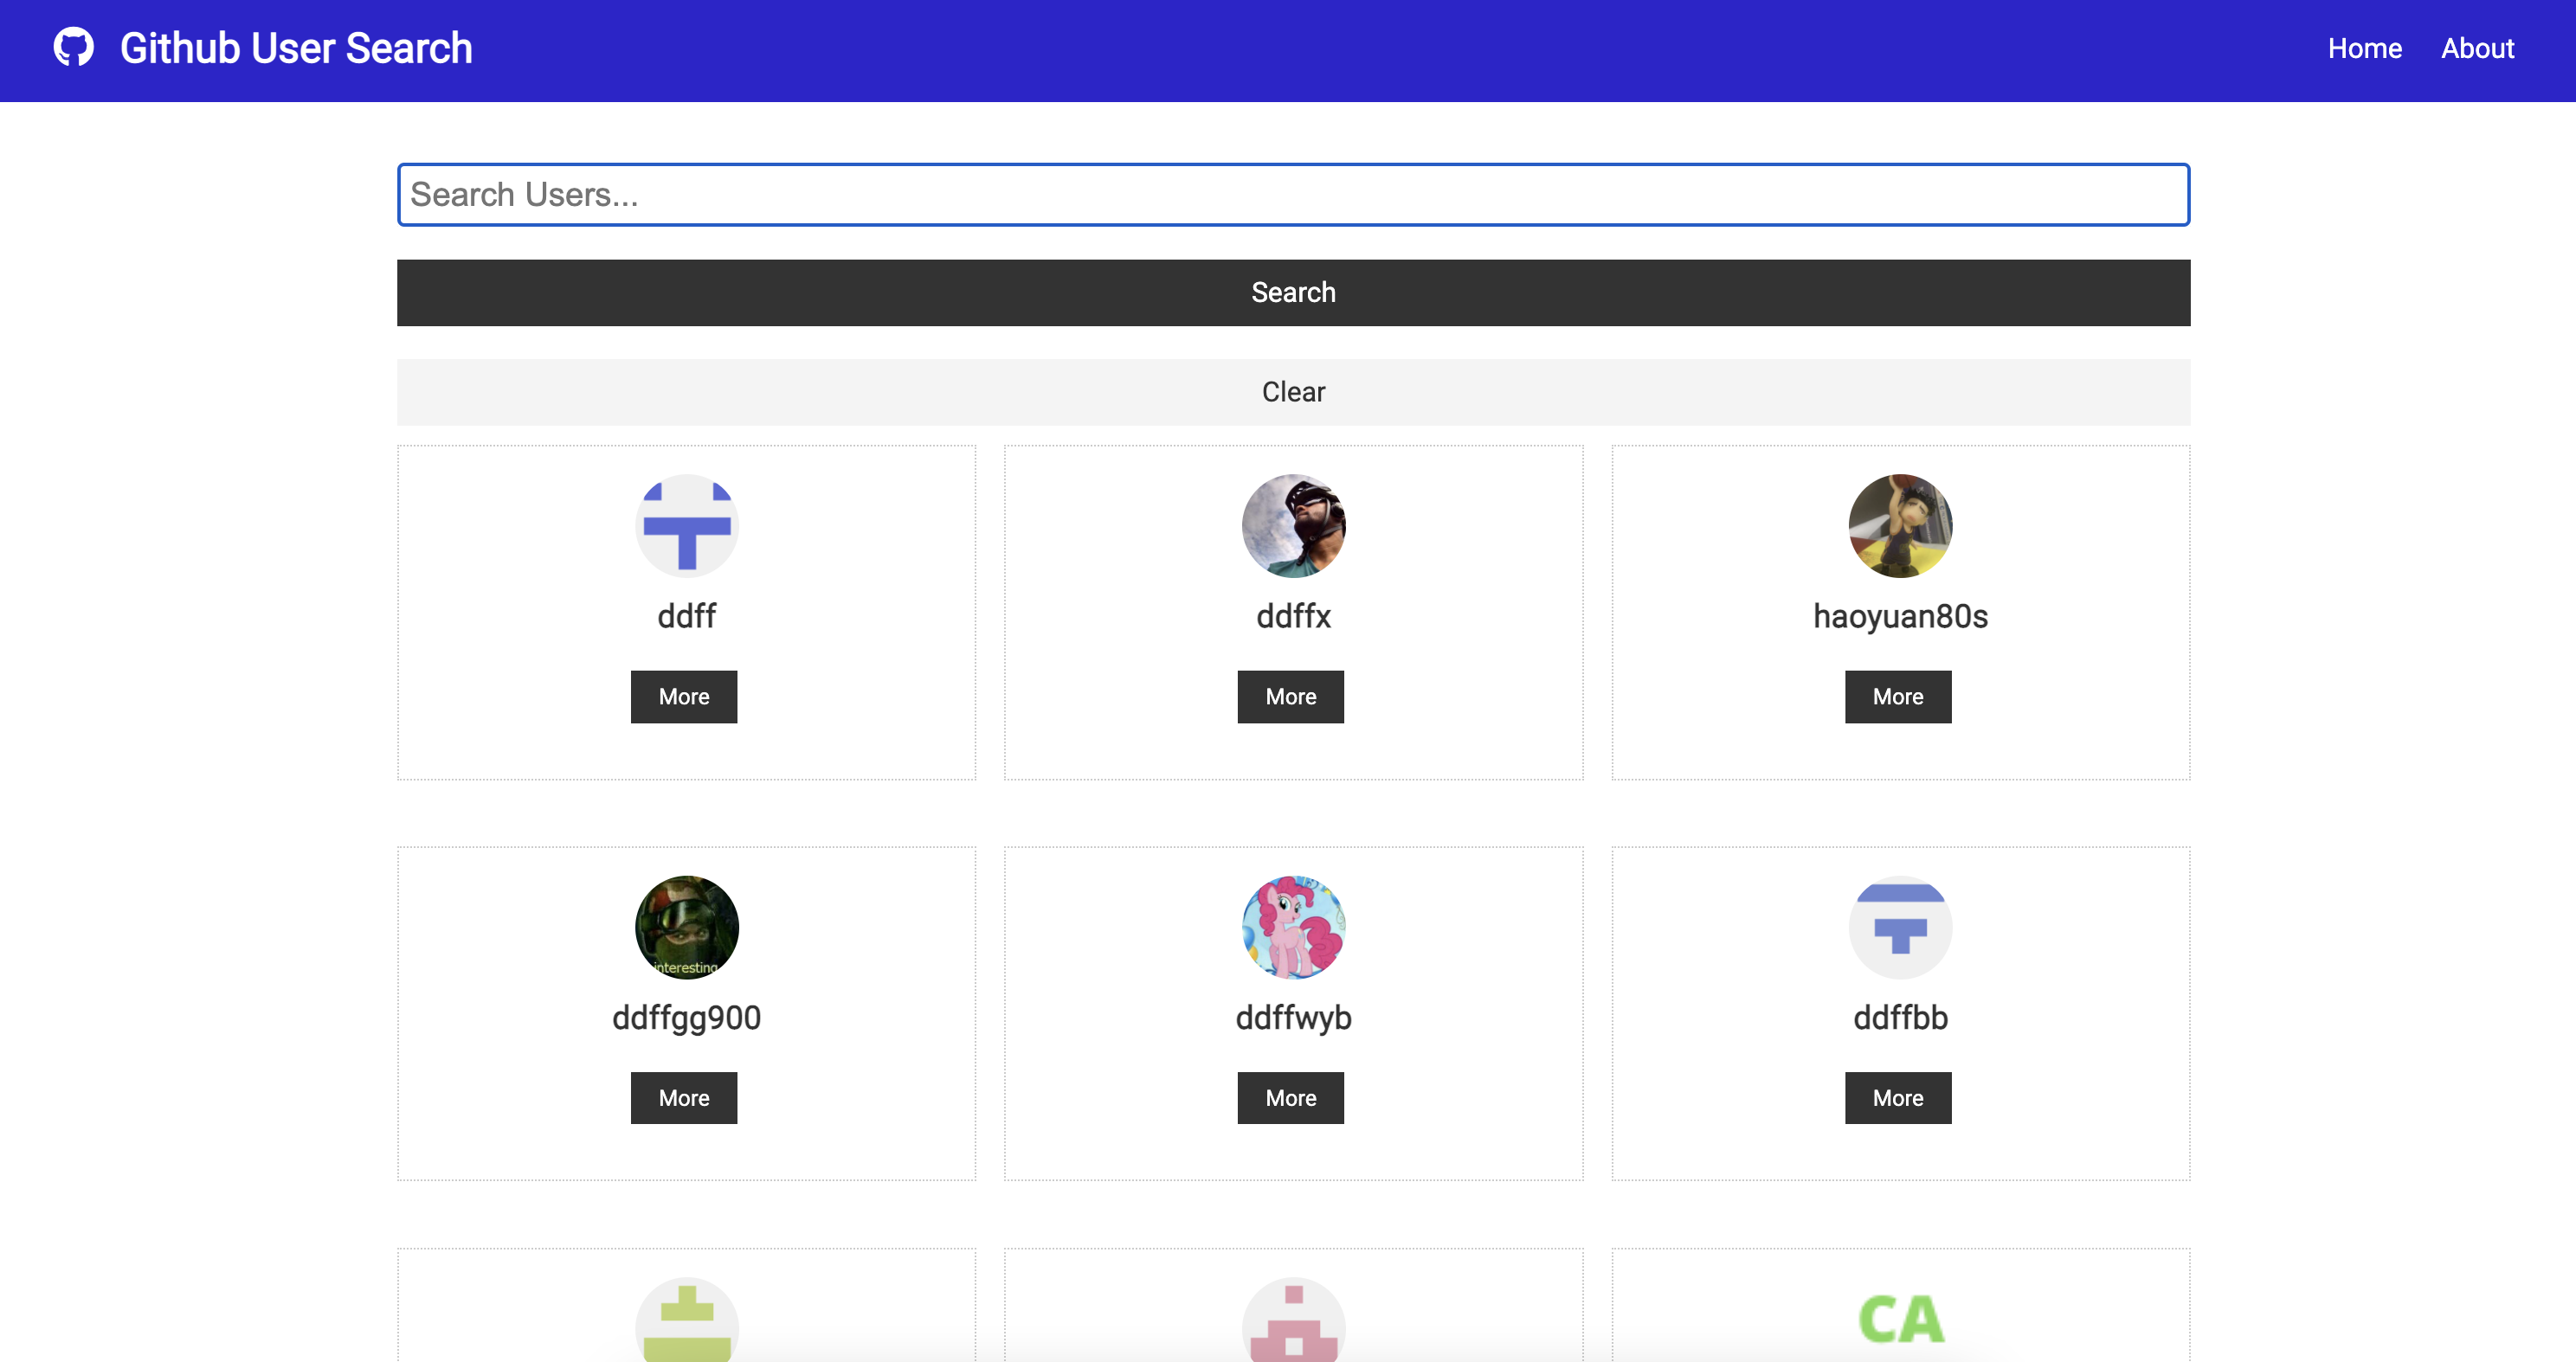 Github User Search
Home About
Search Users...
Search
Clear
ddff
More
ddffx
More
haoyuan80s
More
interesting
ddffgg900
More
ddffwyb
More
ddffbb
More
CA